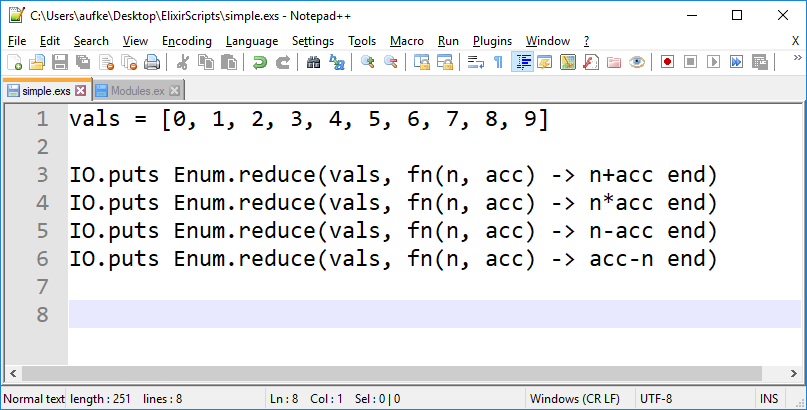 C:\Users\aufke\Desktop\ElixirScripts\simple.exs - Notepad++
File Edit Search View Encoding Language Settings Tools Macro Run Plugins Window ? X
simple.exs Modules.ex
1 vals = [0, 1, 2, 3, 4, 5, 6, 7, 8, 9]
2
3 IO.puts Enum.reduce(vals, fn(n, acc) -> n+acc end)
4 IO.puts Enum.reduce(vals, fn(n, acc) -> n*acc end)
5 IO.puts Enum.reduce(vals, fn(n, acc) -> n-acc end)
6 IO.puts Enum.reduce(vals, fn(n, acc) -> acc-n end)
7
8
Normal text length : 251 lines : 8 Ln : 8 Col : 1 Sel : 0 | 0 Windows (CR LF) UTF-8 INS